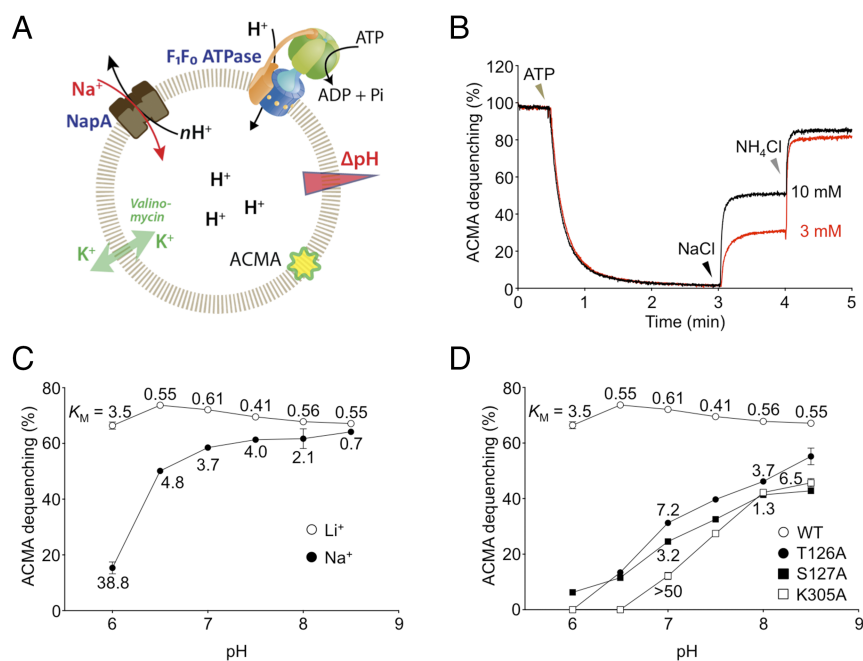 A
H⁺
ATP
F₁F₀ ATPase
Na⁺
ADP + Pi
NapA
nH⁺
ΔpH
H⁺
H⁺
H⁺
Valino-
mycin
K⁺
K⁺
ACMA
B
ACMA dequenching (%)
120
100
80
60
40
20
0
ATP
NH₄Cl
10 mM
NaCl
3 mM
0
1
2
3
4
5
Time (min)
C
ACMA dequenching (%)
80
60
40
20
0
K_M = 3.5
0.55
0.61
0.41
0.56
0.55
38.8
4.8
3.7
4.0
2.1
0.7
Li⁺
Na⁺
6
7
8
9
pH
D
ACMA dequenching (%)
80
60
40
20
0
K_M = 3.5
0.55
0.61
0.41
0.56
0.55
7.2
3.7
6.5
3.2
1.3
>50
WT
T126A
S127A
K305A
6
7
8
9
pH